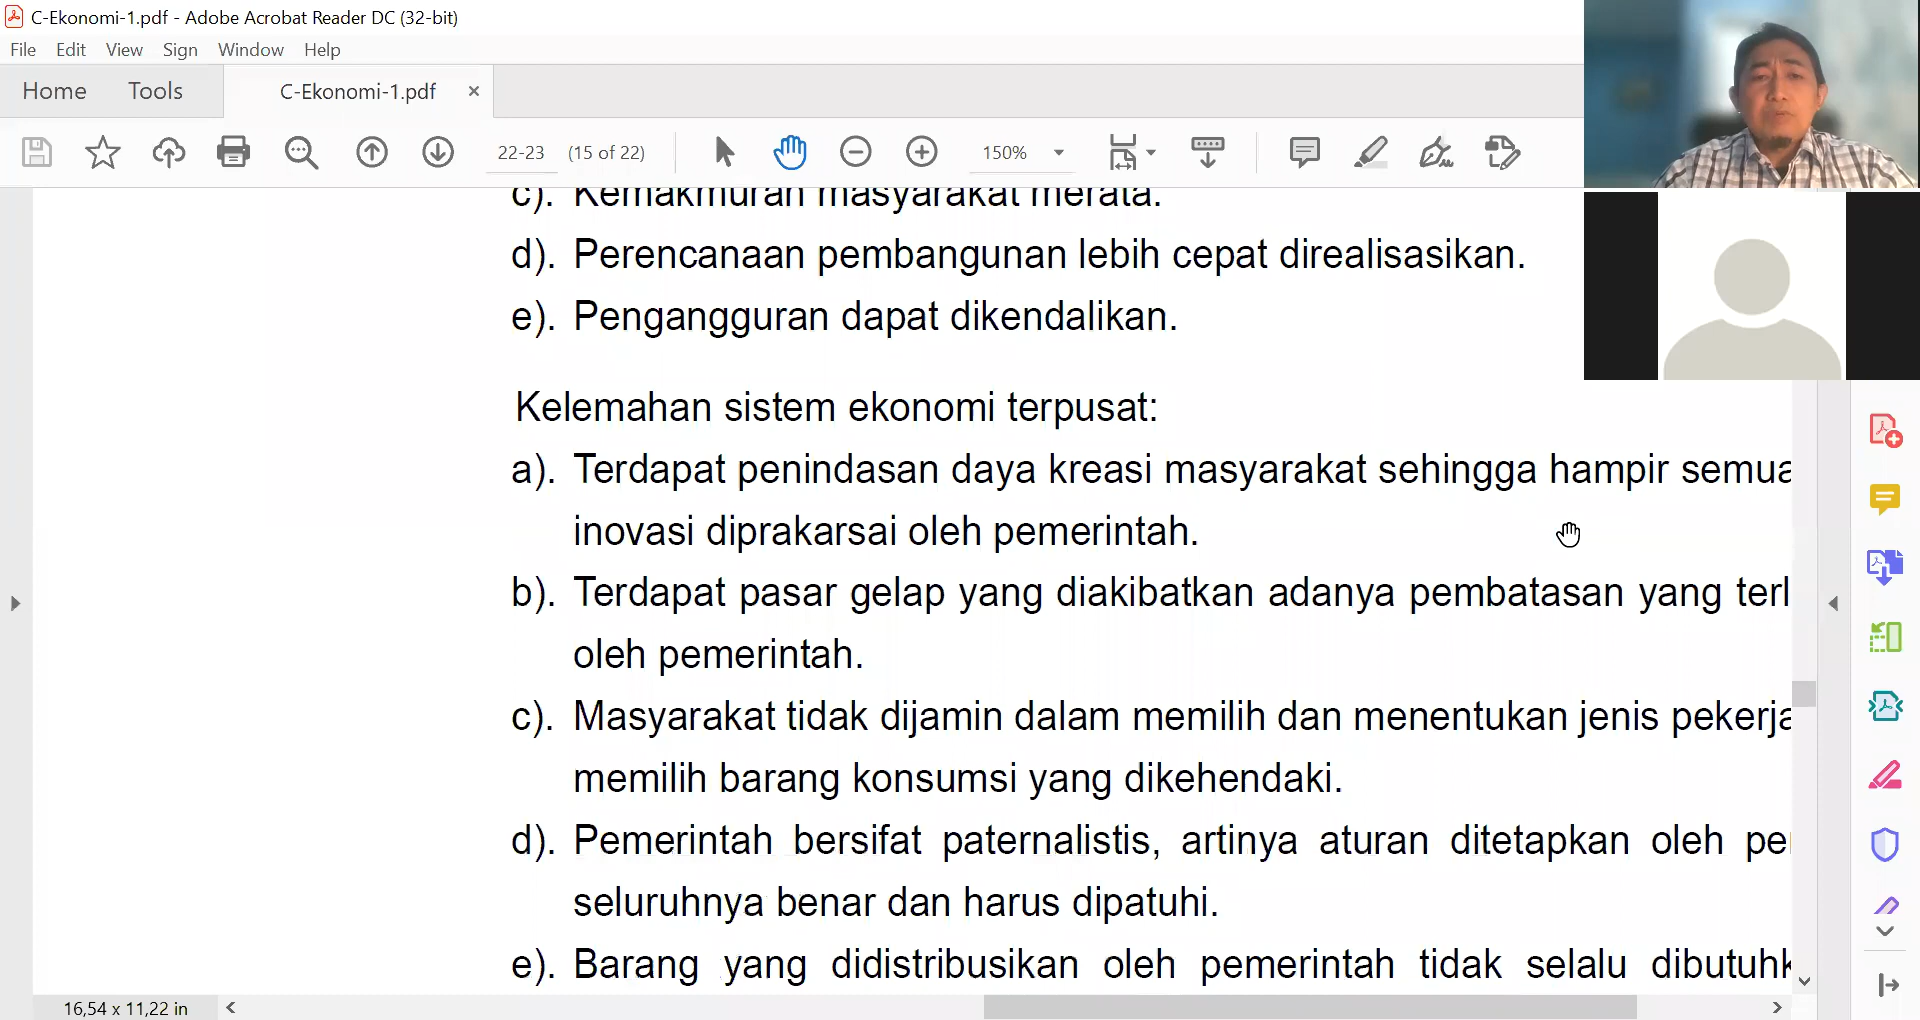 C-Ekonomi-1.pdf - Adobe Acrobat Reader DC (32-bit)
File Edit View Sign Window Help
Home Tools C-Ekonomi-1.pdf ×
22-23 (15 of 22) 150%
c). Kemakmuran masyarakat merata.
d). Perencanaan pembangunan lebih cepat direalisasikan.
e). Pengangguran dapat dikendalikan.
Kelemahan sistem ekonomi terpusat:
a). Terdapat penindasan daya kreasi masyarakat sehingga hampir semua
inovasi diprakarsai oleh pemerintah.
b). Terdapat pasar gelap yang diakibatkan adanya pembatasan yang
oleh pemerintah.
c). Masyarakat tidak dijamin dalam memilih dan menentukan jenis
memilih barang konsumsi yang dikehendaki.
d). Pemerintah bersifat paternalistis, artinya aturan ditetapkan oleh
seluruhnya benar dan harus dipatuhi.
e). Barang yang didistribusikan oleh pemerintah tidak selalu
16,54 x 11,22 in